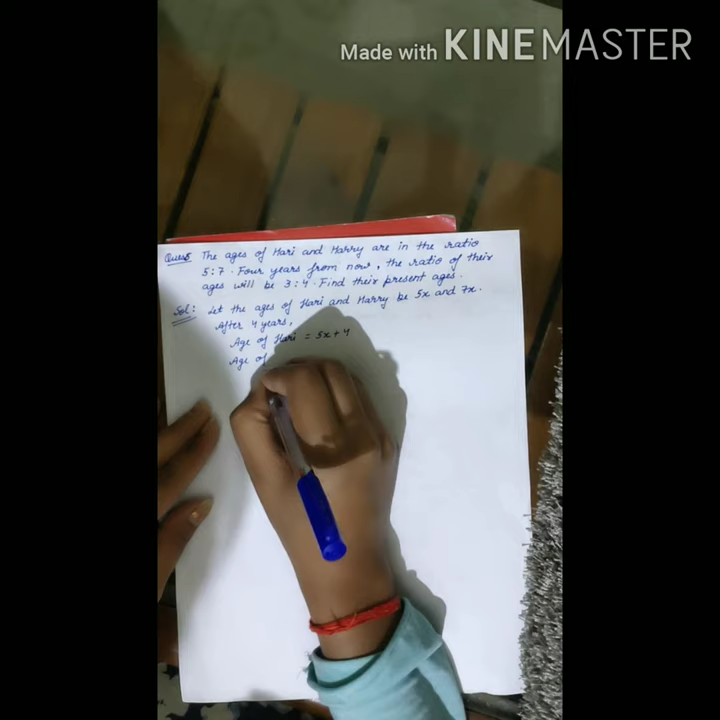 Made with KINEMASTER
Ques5. The ages of Hari and Harry are in the ratio
5:7. Four years from now, the ratio of their
ages will be 3:4. Find their present ages.
Sol: Let the ages of Hari and Harry be 5x and 7x.
After 4 years,
Age of Hari = 5x+4
Age of